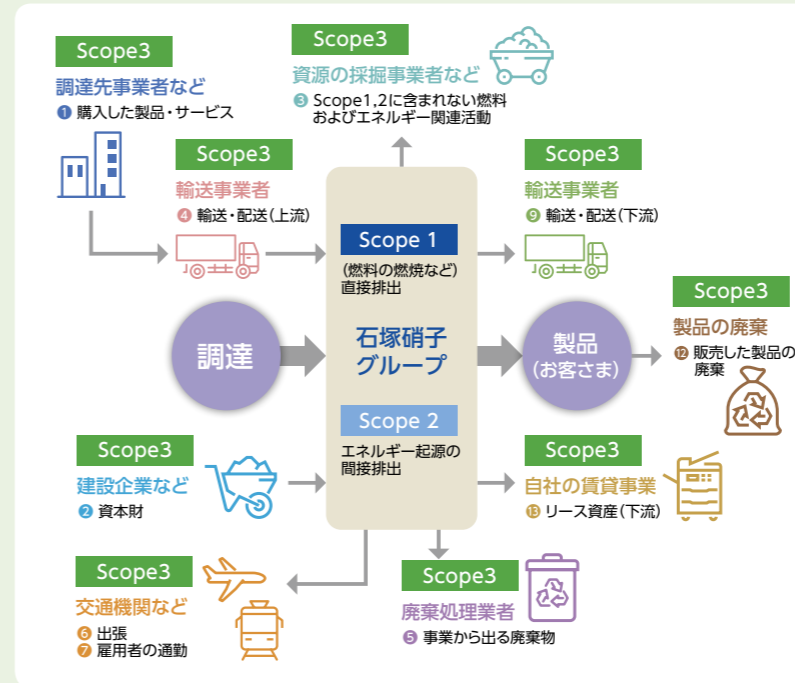 Scope3
調達先事業者など
❶ 購入した製品・サービス
Scope3
資源の採掘事業者など
❸ Scope1,2に含まれない燃料
およびエネルギー関連活動
Scope3
輸送事業者
❹ 輸送・配送(上流)
Scope3
輸送事業者
❾ 輸送・配送(下流)
Scope 1
(燃料の燃焼など)
直接排出
調達
石塚硝子
グループ
製品
(お客さま)
Scope3
製品の廃棄
⓬ 販売した製品の
廃棄
Scope 2
エネルギー起源の
間接排出
Scope3
建設企業など
❷ 資本財
Scope3
自社の賃貸事業
⓭ リース資産(下流)
Scope3
交通機関など
❻ 出張
❼ 雇用者の通勤
Scope3
廃棄処理業者
❺ 事業から出る廃棄物